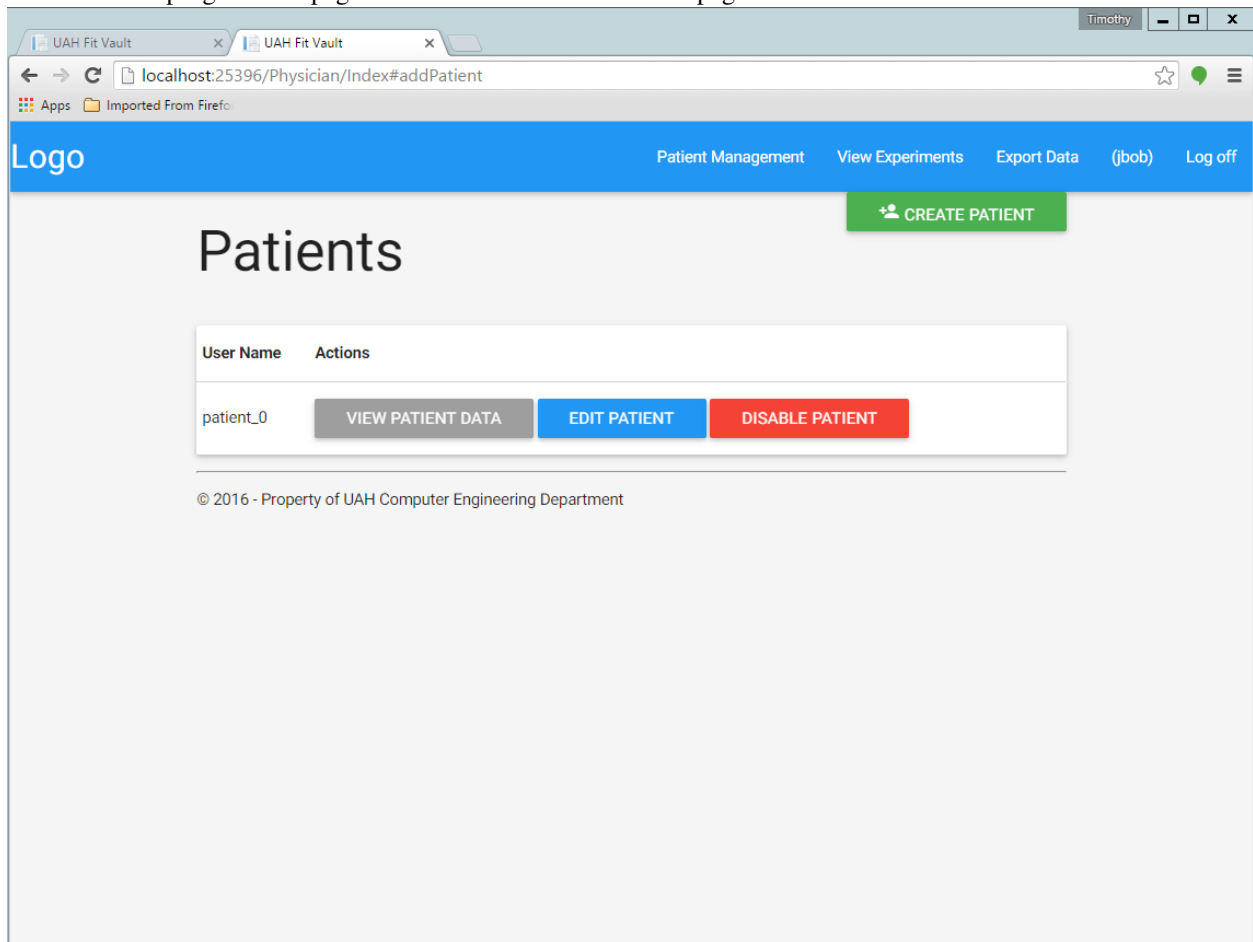 Timothy
UAH Fit Vault UAH Fit Vault
localhost:25396/Physician/Index#addPatient
Apps Imported From Firefo
Logo Patient Management View Experiments Export Data (jbob) Log off
CREATE PATIENT
Patients
User Name Actions
patient_0 VIEW PATIENT DATA EDIT PATIENT DISABLE PATIENT
© 2016 - Property of UAH Computer Engineering Department